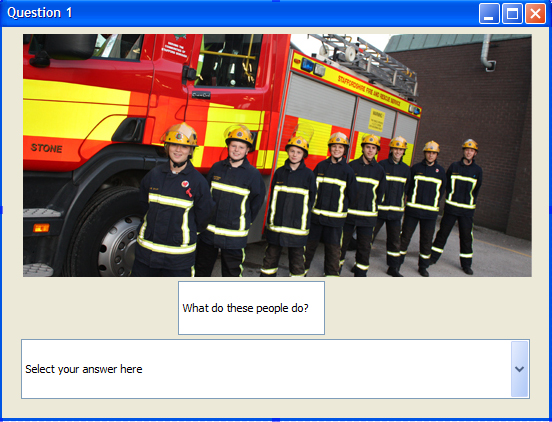 Question 1
STONE
STAFFORDSHIRE FIRE AND RESCUE SERVICE
What do these people do?
Select your answer here